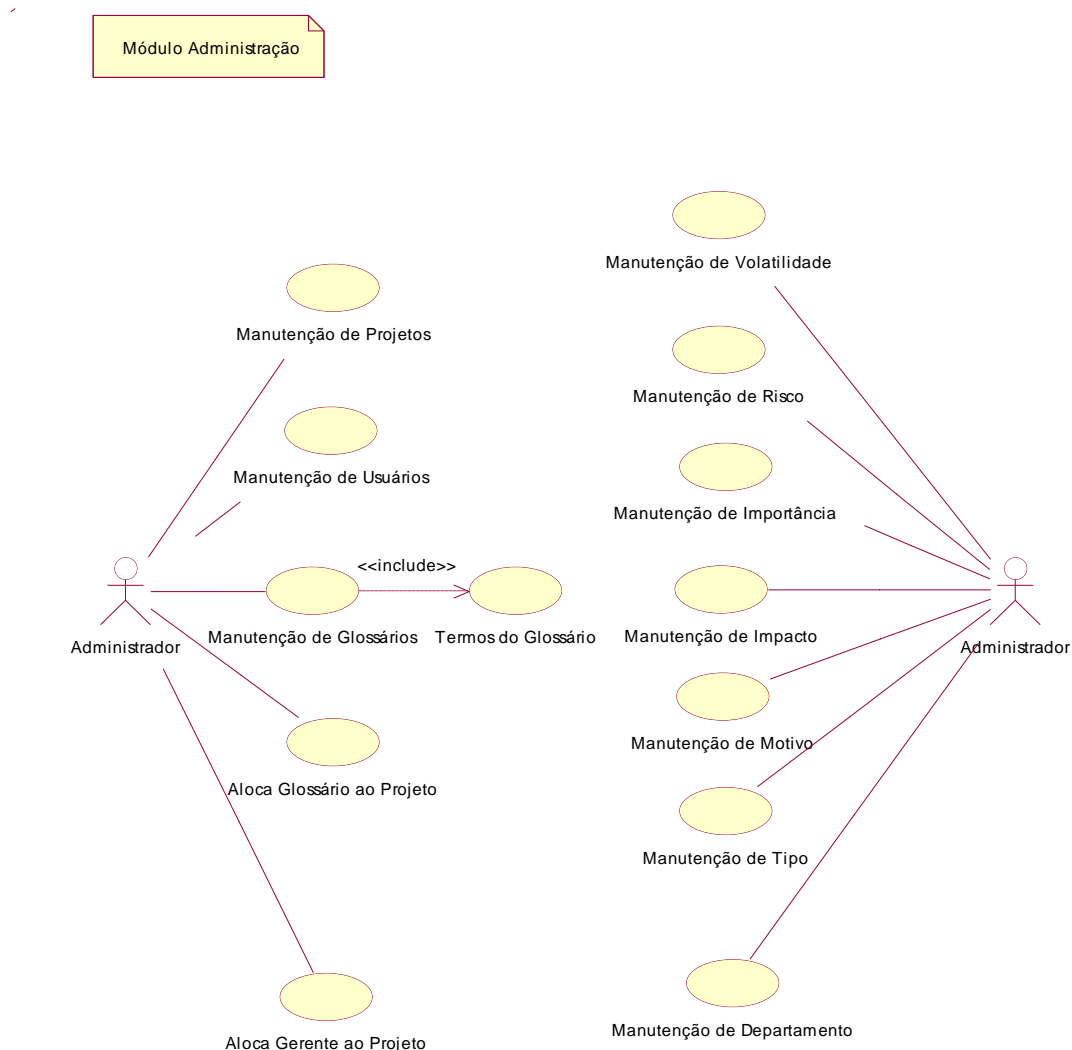 Módulo Administração
Manutenção de Volatilidade
Manutenção de Projetos
Manutenção de Risco
Manutenção de Usuários
Manutenção de Importância
<<include>>
Manutenção de Glossários
Termos do Glossário
Manutenção de Impacto
Administrador
Administrador
Manutenção de Motivo
Aloca Glossário ao Projeto
Manutenção de Tipo
Manutenção de Departamento
Aloca Gerente ao Projeto